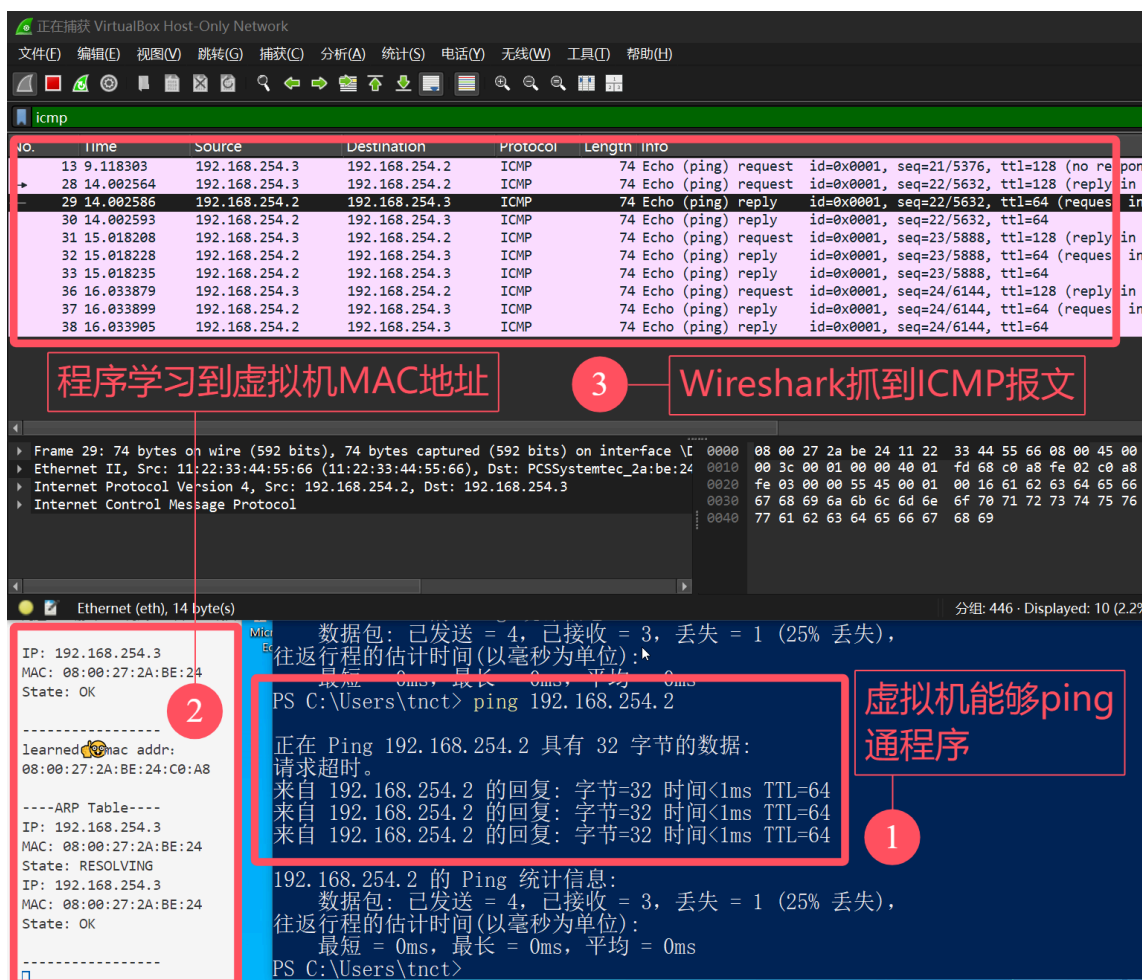 正在捕获 VirtualBox Host-Only Network
文件(F) 编辑(E) 视图(V) 跳转(G) 捕获(C) 分析(A) 统计(S) 电话(Y) 无线(W) 工具(T) 帮助(H)
icmp
No. Time Source Destination Protocol Length Info
13 9.118303 192.168.254.3 192.168.254.2 ICMP 74 Echo (ping) request id=0x0001, seq=21/5376, ttl=128 (no respon
28 14.002564 192.168.254.3 192.168.254.2 ICMP 74 Echo (ping) request id=0x0001, seq=22/5632, ttl=128 (reply in
29 14.002586 192.168.254.2 192.168.254.3 ICMP 74 Echo (ping) reply id=0x0001, seq=22/5632, ttl=64 (reques in
30 14.002593 192.168.254.2 192.168.254.3 ICMP 74 Echo (ping) reply id=0x0001, seq=22/5632, ttl=64
31 15.018208 192.168.254.3 192.168.254.2 ICMP 74 Echo (ping) request id=0x0001, seq=23/5888, ttl=128 (reply in
32 15.018228 192.168.254.2 192.168.254.3 ICMP 74 Echo (ping) reply id=0x0001, seq=23/5888, ttl=64 (reques in
33 15.018235 192.168.254.2 192.168.254.3 ICMP 74 Echo (ping) reply id=0x0001, seq=23/5888, ttl=64
36 16.033879 192.168.254.3 192.168.254.2 ICMP 74 Echo (ping) request id=0x0001, seq=24/6144, ttl=128 (reply in
37 16.033899 192.168.254.2 192.168.254.3 ICMP 74 Echo (ping) reply id=0x0001, seq=24/6144, ttl=64 (reques in
38 16.033905 192.168.254.2 192.168.254.3 ICMP 74 Echo (ping) reply id=0x0001, seq=24/6144, ttl=64
程序学习到虚拟机MAC地址
3 Wireshark抓到ICMP报文
Frame 29: 74 bytes on wire (592 bits), 74 bytes captured (592 bits) on interface \D
Ethernet II, Src: 11:22:33:44:55:66 (11:22:33:44:55:66), Dst: PCSSystemtec_2a:be:24
Internet Protocol Version 4, Src: 192.168.254.2, Dst: 192.168.254.3
Internet Control Message Protocol
0000 08 00 27 2a be 24 11 22 33 44 55 66 08 00 45 00
0010 00 3c 00 01 00 00 40 01 fd 68 c0 a8 fe 02 c0 a8
0020 fe 03 00 00 55 45 00 01 00 16 61 62 63 64 65 66
0030 67 68 69 6a 6b 6c 6d 6e 6f 70 71 72 73 74 75 76
0040 77 61 62 63 64 65 66 67 68 69
Ethernet (eth), 14 byte(s)
分组: 446 · Displayed: 10 (2.2%
IP: 192.168.254.3
MAC: 08:00:27:2A:BE:24
State: OK
2
-----------------
learned mac addr:
08:00:27:2A:BE:24:C0:A8
----ARP Table----
IP: 192.168.254.3
MAC: 08:00:27:2A:BE:24
State: RESOLVING
IP: 192.168.254.3
MAC: 08:00:27:2A:BE:24
State: OK
-----------------
数据包: 已发送 = 4，已接收 = 3，丢失 = 1 (25% 丢失)，
往返行程的估计时间(以毫秒为单位):
最短 = 0ms，最长 = 0ms，平均 = 0ms
PS C:\Users\tnct> ping 192.168.254.2
正在 Ping 192.168.254.2 具有 32 字节的数据:
请求超时。
来自 192.168.254.2 的回复: 字节=32 时间<1ms TTL=64
来自 192.168.254.2 的回复: 字节=32 时间<1ms TTL=64
来自 192.168.254.2 的回复: 字节=32 时间<1ms TTL=64
192.168.254.2 的 Ping 统计信息:
数据包: 已发送 = 4，已接收 = 3，丢失 = 1 (25% 丢失)，
往返行程的估计时间(以毫秒为单位):
最短 = 0ms，最长 = 0ms，平均 = 0ms
PS C:\Users\tnct>
虚拟机能够ping
通程序
1